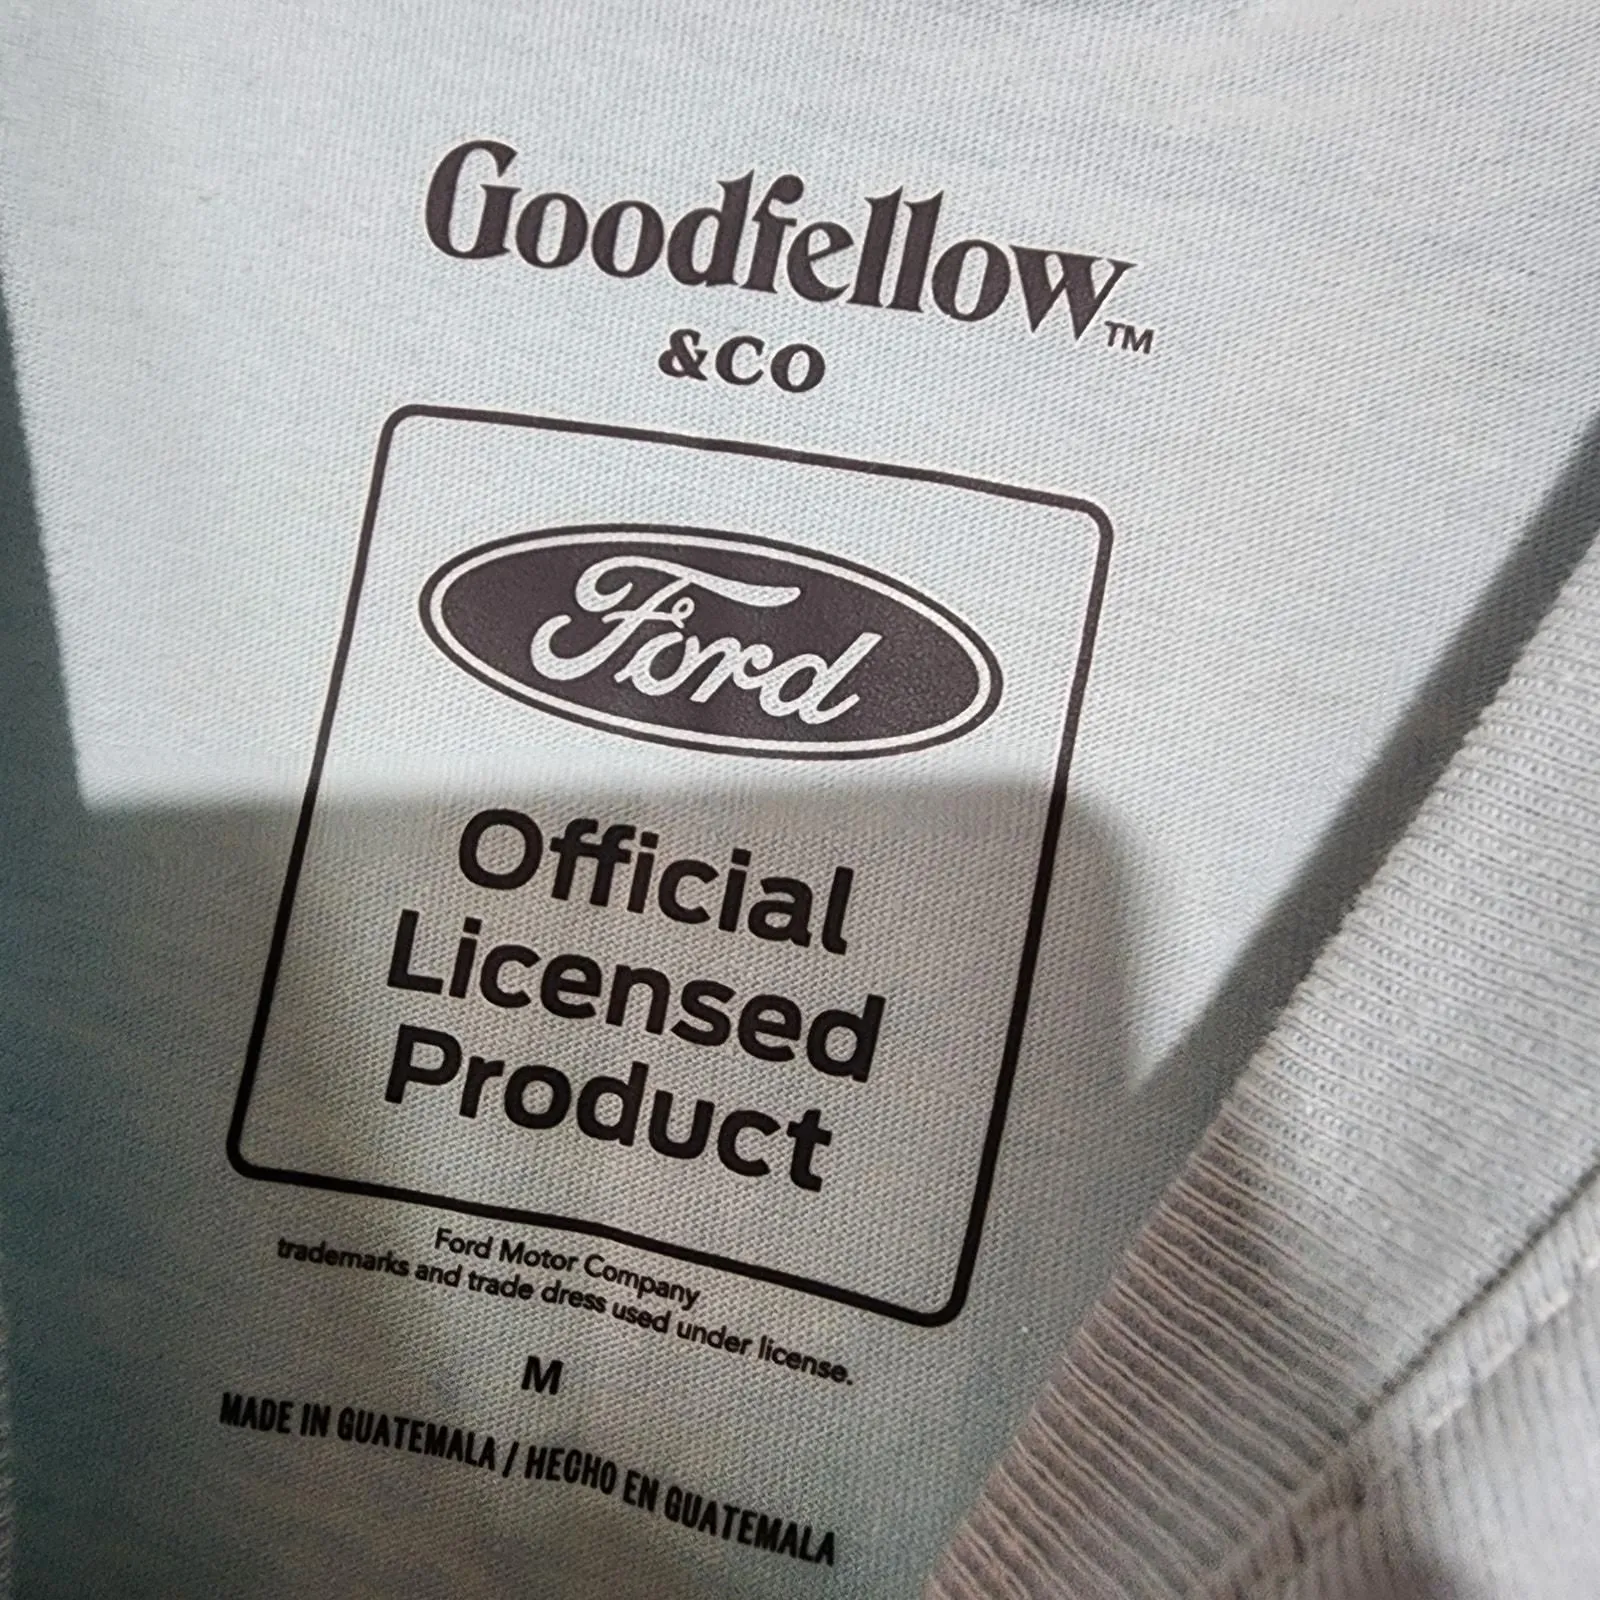 Goodfellow™
&CO
Ford
Official
Licensed
Product
Ford Motor Company
trademarks and trade dress used under license.
M
MADE IN GUATEMALA / HECHO EN GUATEMALA